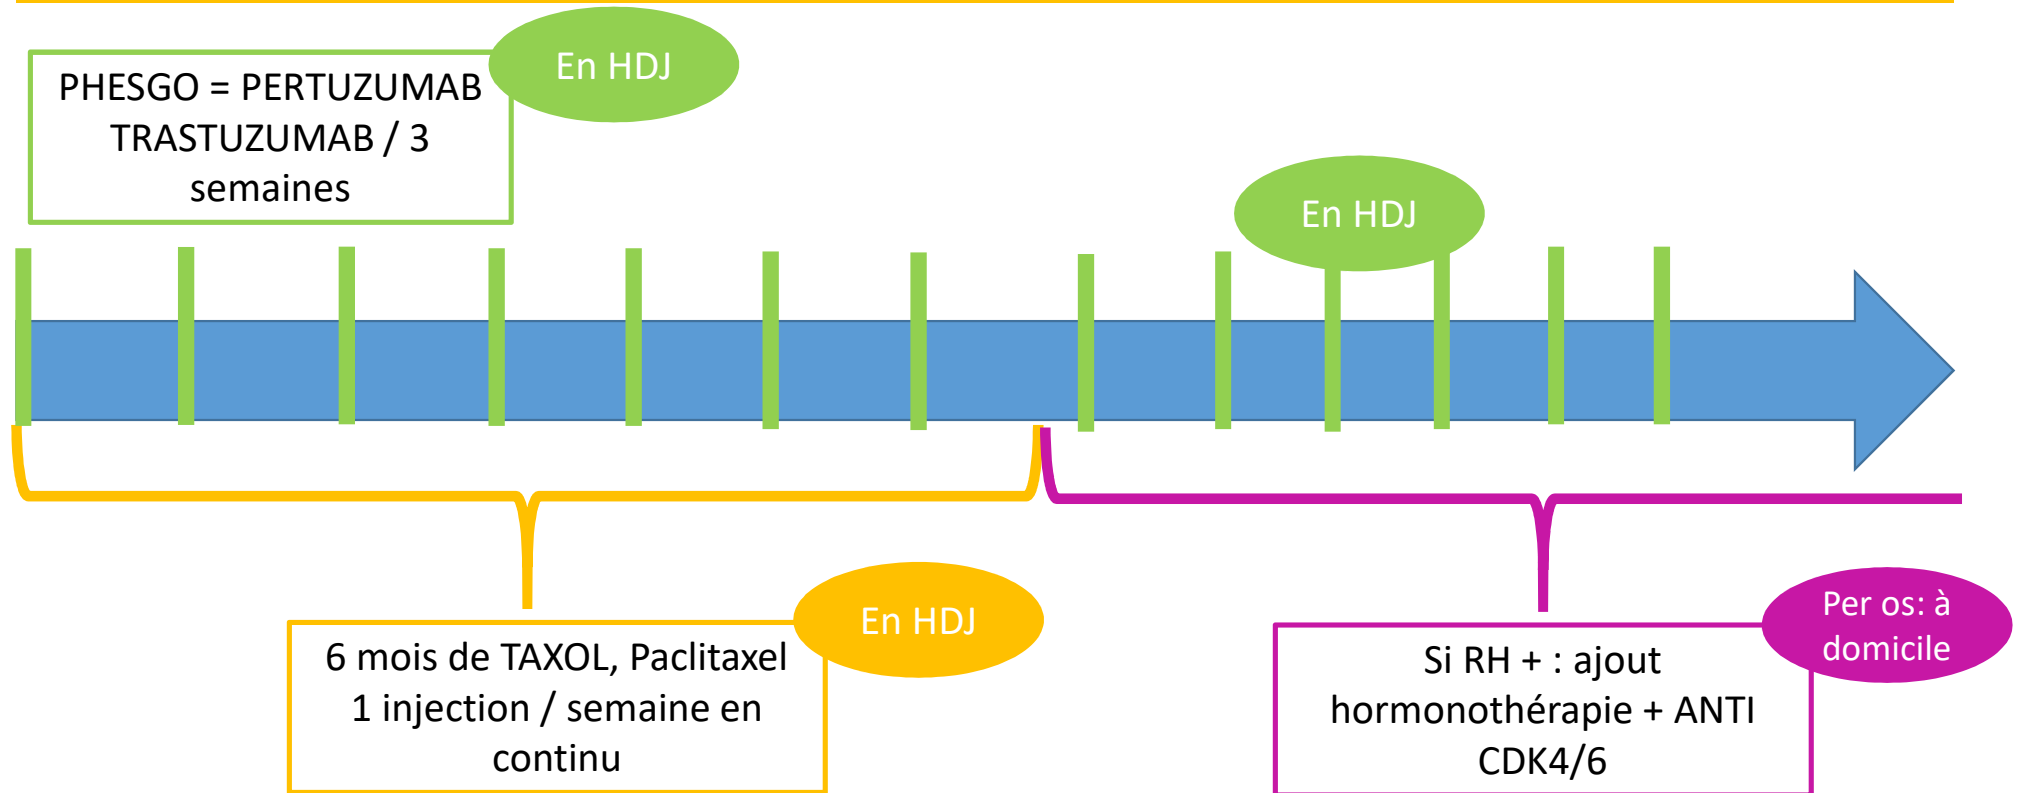 En HDJ
PHESGO = PERTUZUMAB
TRASTUZUMAB / 3
semaines
En HDJ
En HDJ
6 mois de TAXOL, Paclitaxel
1 injection / semaine en
continu
Per os: à
domicile
Si RH + : ajout
hormonothérapie + ANTI
CDK4/6